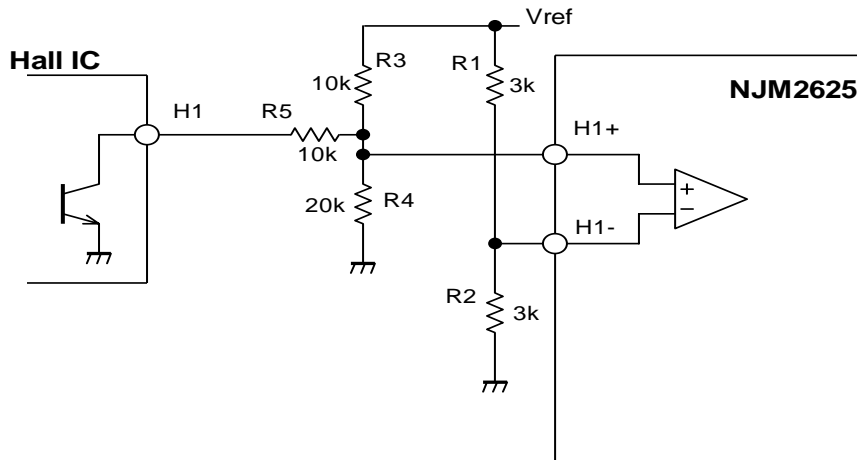 Vref
Hall IC
R3
R1
10k
3k
NJM2625
H1
R5
H1+
10k
+
−
20k
R4
H1-
R2
3k